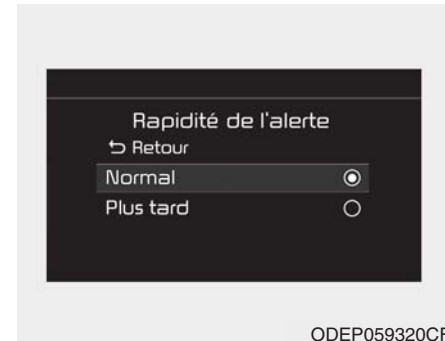 Rapidité de l'alerte
Retour
Normal
Plus tard
ODEP059320CF